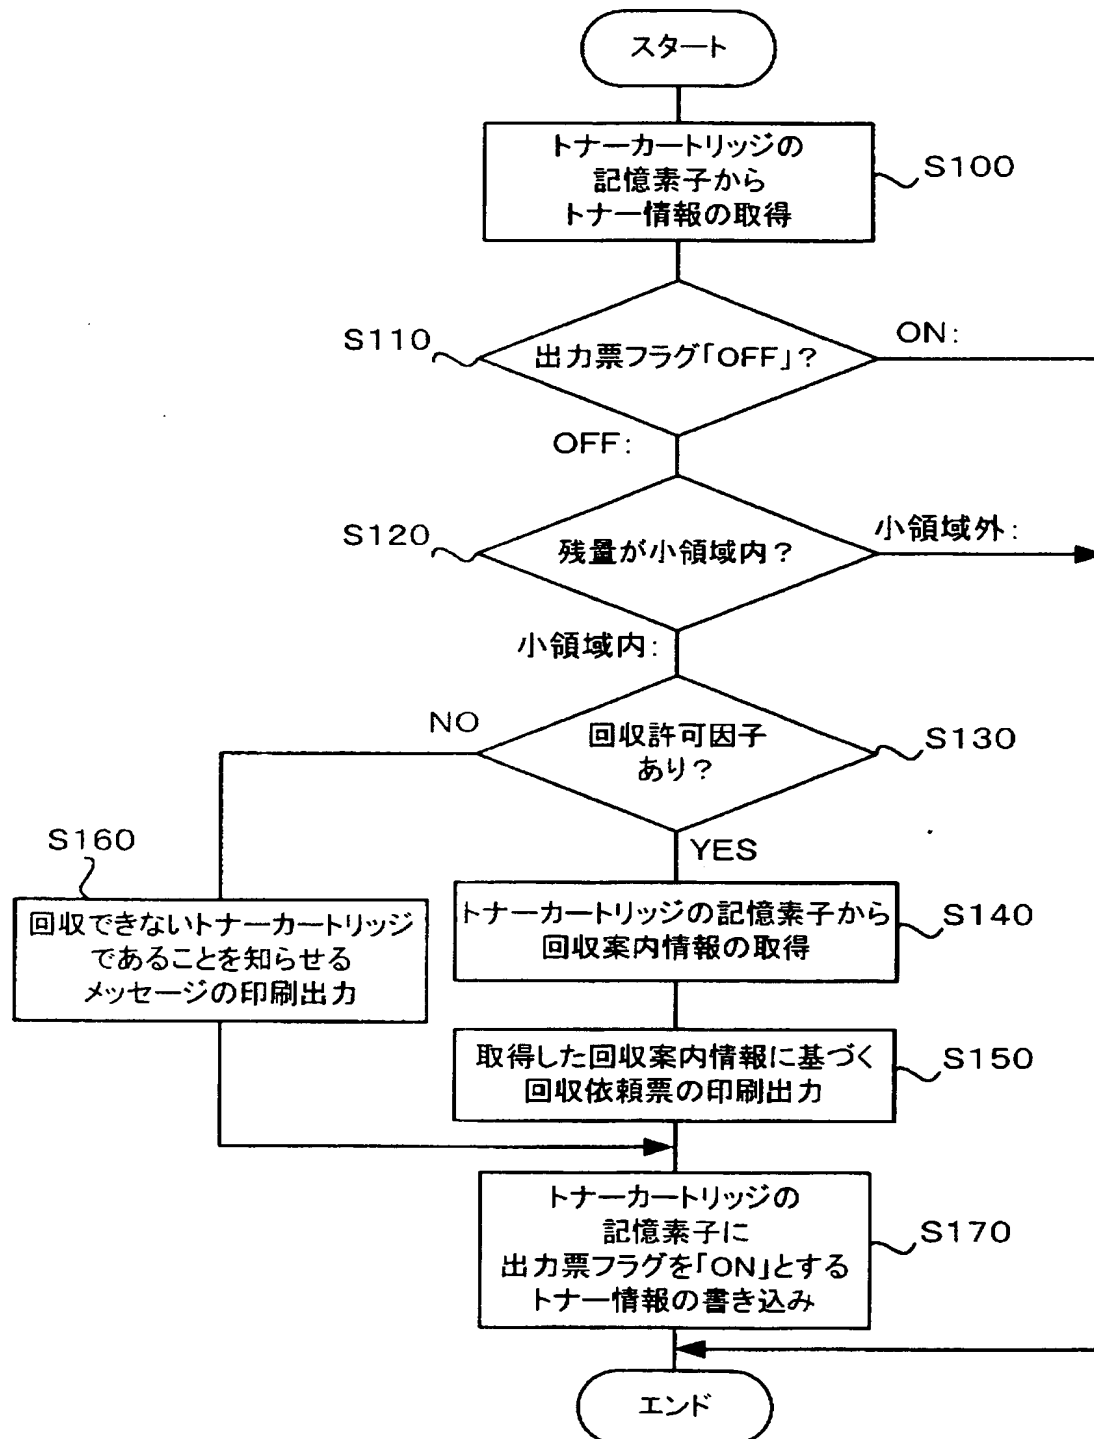 スタート
トナーカートリッジの
記憶素子から
トナー情報の取得
S100
S110
出力票フラグ「OFF」?
ON:
OFF:
S120
残量が小領域内?
小領域外:
小領域内:
NO
回収許可因子
あり?
S130
YES
S160
回収できないトナーカートリッジ
であることを知らせる
メッセージの印刷出力
トナーカートリッジの記憶素子から
回収案内情報の取得
S140
取得した回収案内情報に基づく
回収依頼票の印刷出力
S150
トナーカートリッジの
記憶素子に
出力票フラグを「ON」とする
トナー情報の書き込み
S170
エンド